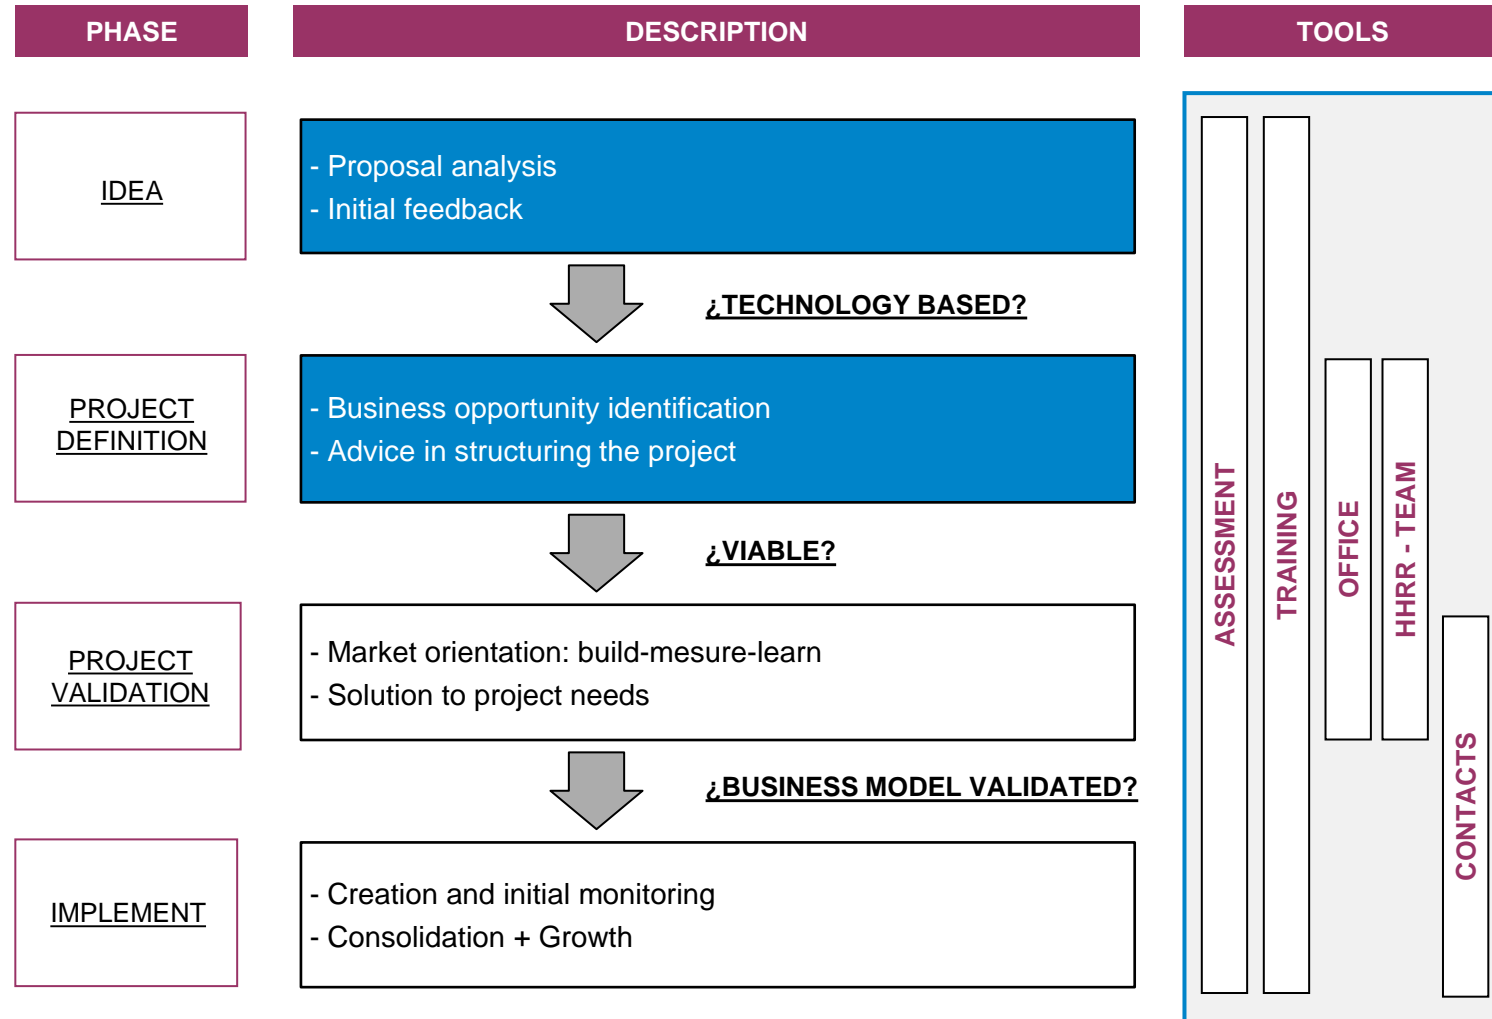 PHASE
DESCRIPTION
TOOLS
IDEA
- Proposal analysis
- Initial feedback
¿TECHNOLOGY BASED?
PROJECT
DEFINITION
- Business opportunity identification
- Advice in structuring the project
¿VIABLE?
PROJECT
VALIDATION
- Market orientation: build-mesure-learn
- Solution to project needs
¿BUSINESS MODEL VALIDATED?
IMPLEMENT
- Creation and initial monitoring
- Consolidation + Growth
ASSESSMENT
TRAINING
OFFICE
HHRR - TEAM
CONTACTS